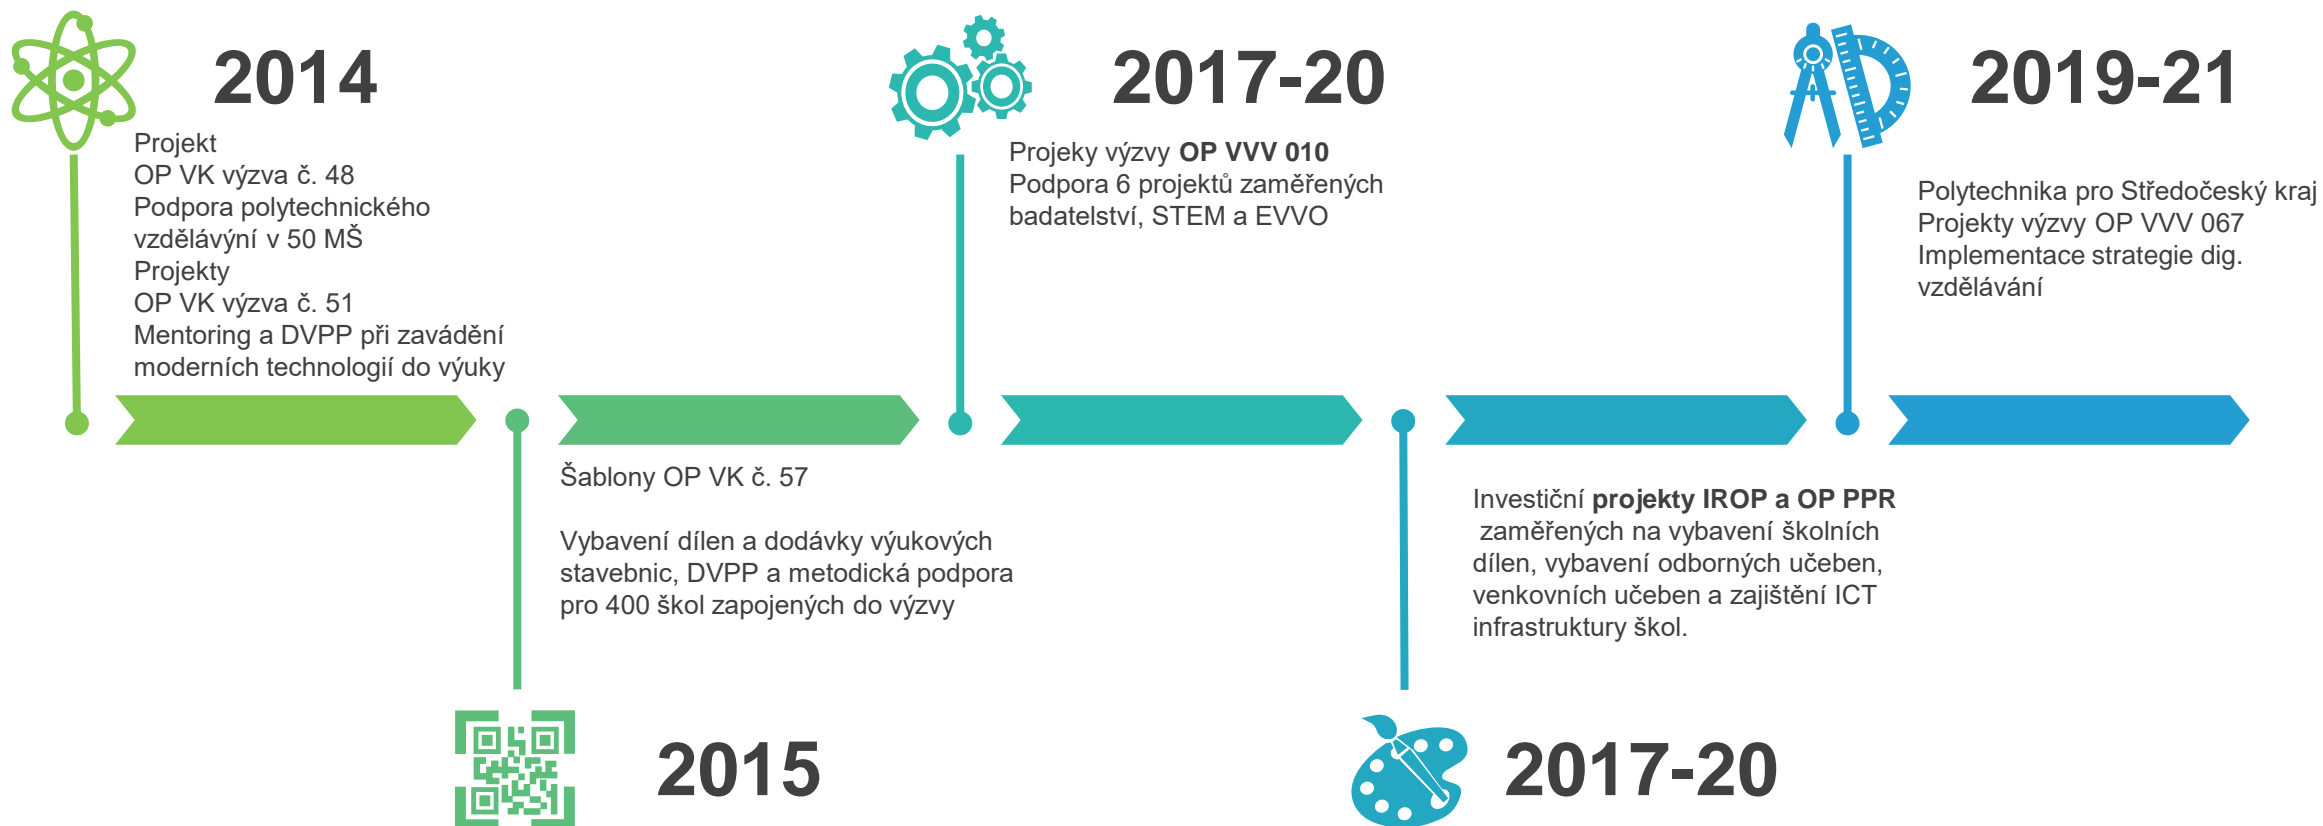 2014
Projekt
OP VK výzva č. 48
Podpora polytechnického
vzdělávýní v 50 MŠ
Projekty
OP VK výzva č. 51
Mentoring a DVPP při zavádění
moderních technologií do výuky
Šablony OP VK č. 57
Vybavení dílen a dodávky výukových
stavebnic, DVPP a metodická podpora
pro 400 škol zapojených do výzvy
2015
2017-20
Projeky výzvy OP VVV 010
Podpora 6 projektů zaměřených
badatelství, STEM a EVVO
Investiční projekty IROP a OP PPR
zaměřených na vybavení školních
dílen, vybavení odborných učeben,
venkovních učeben a zajištění ICT
infrastruktury škol.
2017-20
2019-21
Polytechnika pro Středočeský kraj
Projekty výzvy OP VVV 067
Implementace strategie dig.
vzdělávání